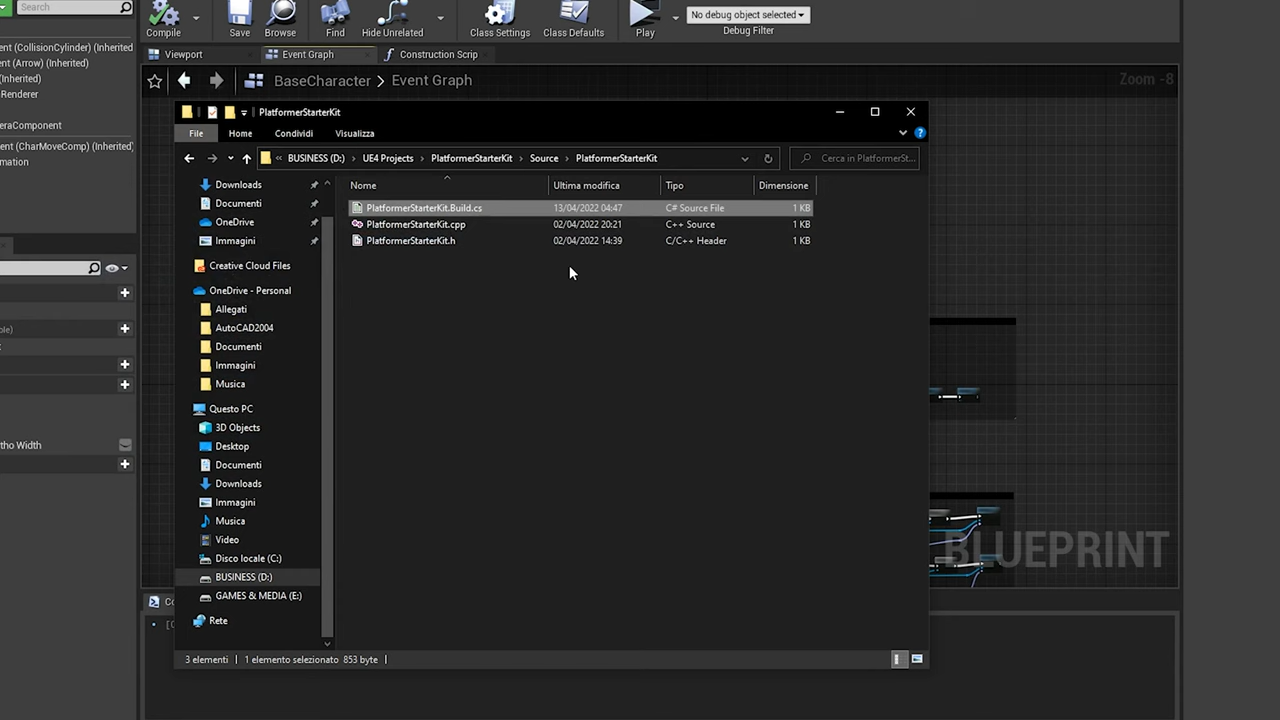 Search
Compile
Save
Browse
Find
Hide Unrelated
Class Settings
Class Defaults
Play
No debug object selected
Debug Filter
ent (CollisionCylinder) (Inherited)
ent (Arrow) (Inherited)
(Inherited)
Renderer
eraComponent
ent (CharMoveComp) (Inherited)
mation
Viewport
Event Graph
Construction Scrip
BaseCharacter > Event Graph
Zoom -8
PlatformerStarterKit
File
Home
Condividi
Visualizza
« BUSINESS (D:) > UE4 Projects > PlatformerStarterKit > Source > PlatformerStarterKit
Cerca in PlatformerSt...
Downloads
Documenti
OneDrive
Immagini
Creative Cloud Files
OneDrive - Personal
Allegati
AutoCAD2004
Documenti
Immagini
Musica
Questo PC
3D Objects
Desktop
Documenti
Downloads
Immagini
Musica
Video
Disco locale (C:)
BUSINESS (D:)
GAMES & MEDIA (E:)
Rete
Nome Ultima modifica Tipo Dimensione
PlatformerStarterKit.Build.cs 13/04/2022 04:47 C# Source File 1 KB
PlatformerStarterKit.cpp 02/04/2022 20:21 C++ Source 1 KB
PlatformerStarterKit.h 02/04/2022 14:39 C/C++ Header 1 KB
3 elementi 1 elemento selezionato 853 byte
ble)
tho Width
BLUEPRINT
Co
[C